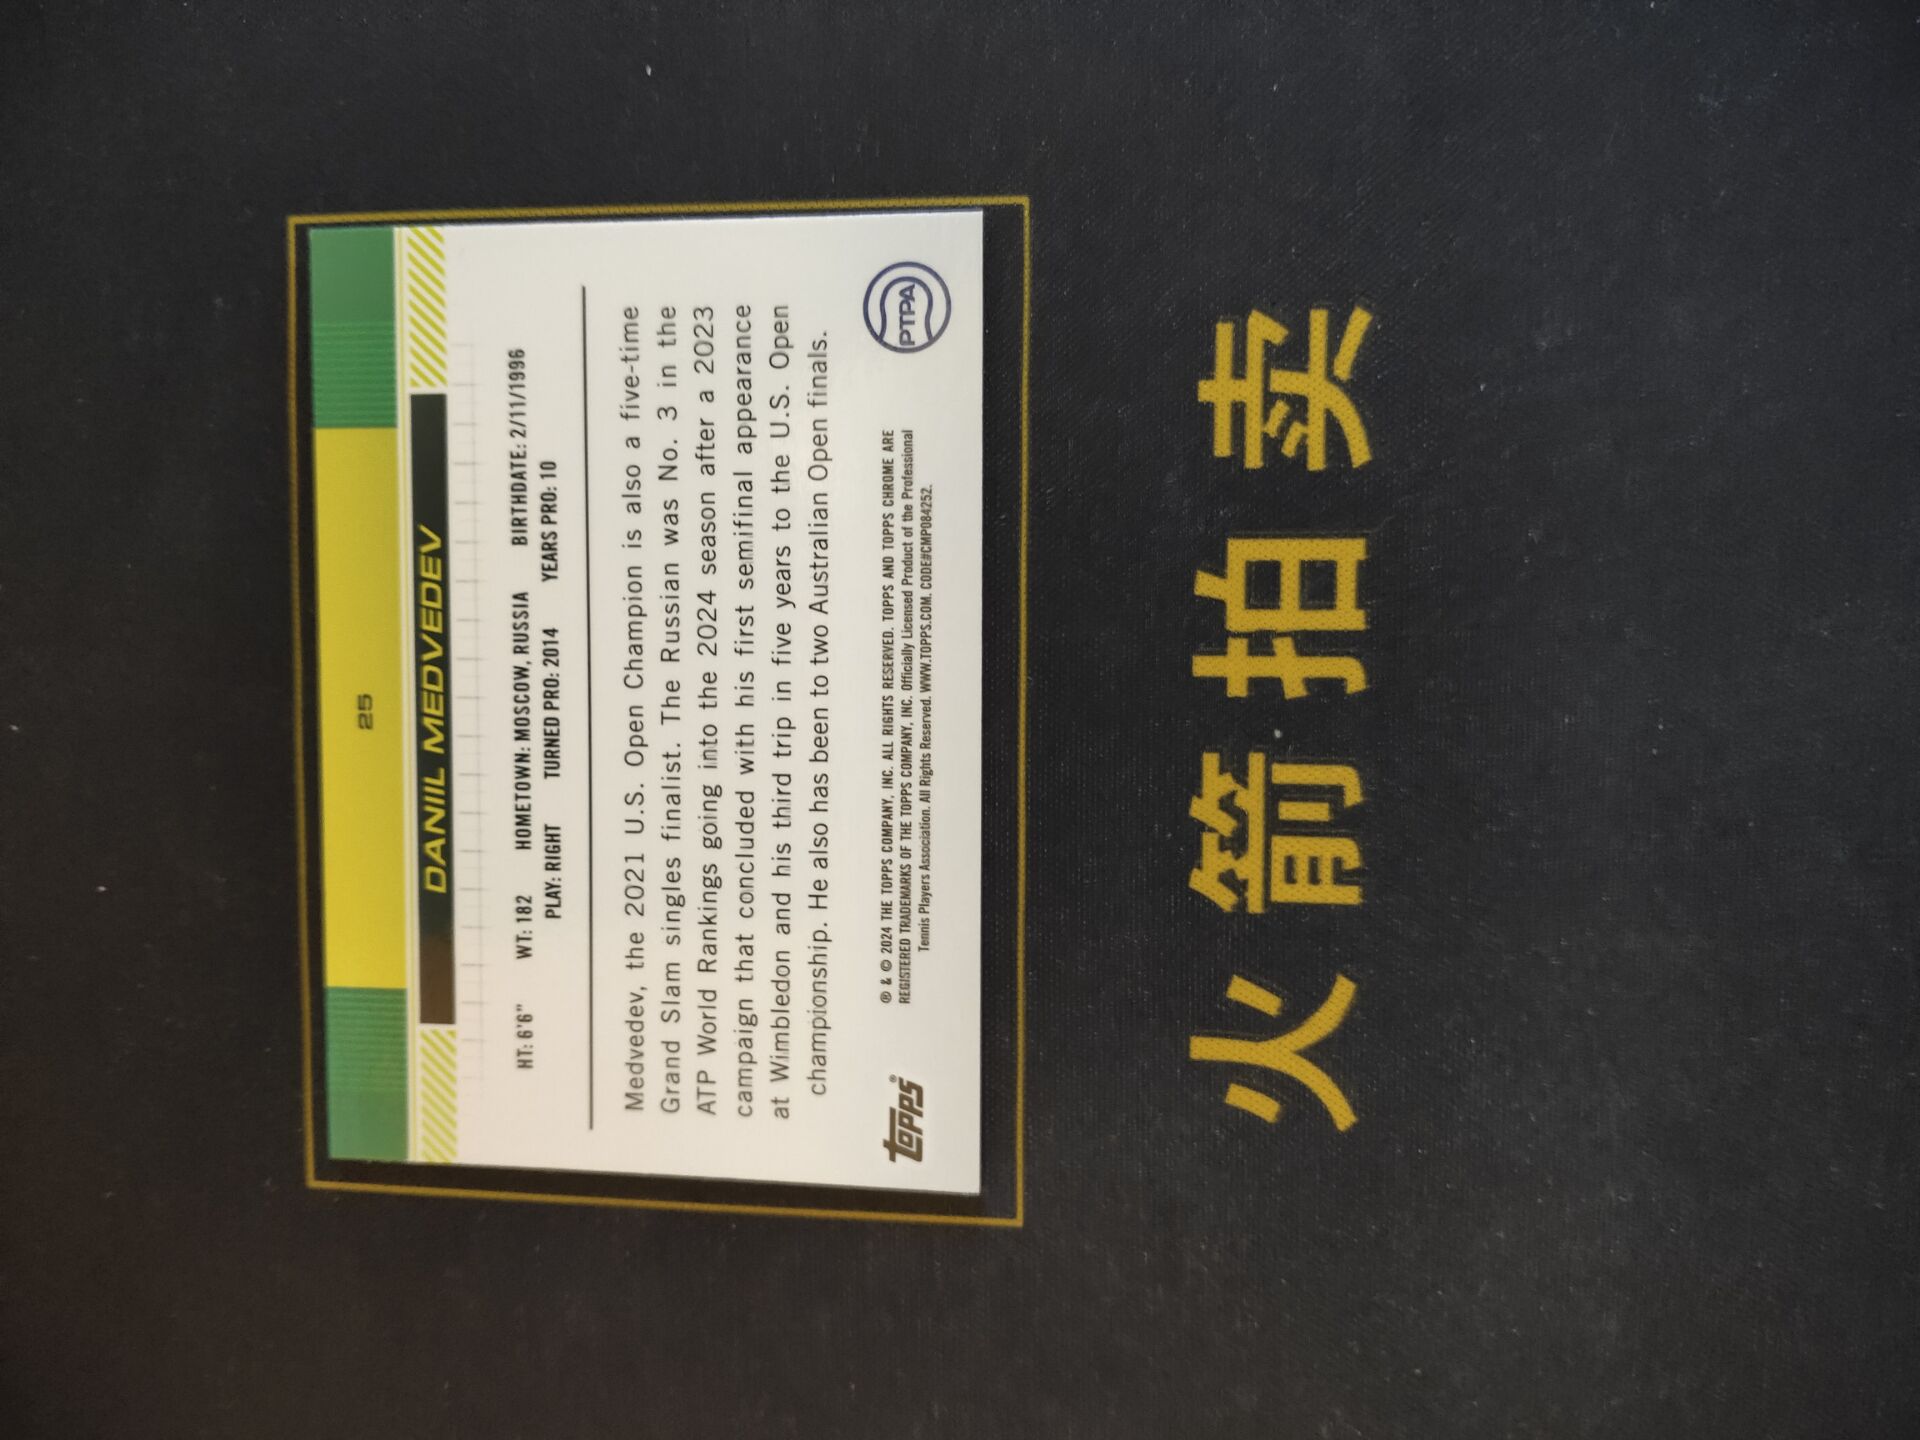 25
DANIIL MEDVEDEV
HT: 6'6" WT: 182 HOMETOWN: MOSCOW, RUSSIA BIRTHDATE: 2/11/1996
PLAY: RIGHT TURNED PRO: 2014 YEARS PRO: 10
Medvedev, the 2021 U.S. Open Champion is also a five-time
Grand Slam singles finalist. The Russian was No. 3 in the
ATP World Rankings going into the 2024 season after a 2023
campaign that concluded with his first semifinal appearance
at Wimbledon and his third trip in five years to the U.S. Open
championship. He also has been to two Australian Open finals.
topps®
® & © 2024 THE TOPPS COMPANY, INC. ALL RIGHTS RESERVED. TOPPS AND TOPPS CHROME ARE
REGISTERED TRADEMARKS OF THE TOPPS COMPANY, INC. Officially Licensed Product of the Professional
Tennis Players Association. All Rights Reserved. WWW.TOPPS.COM. CODE#CMP084252.
PTPA
火箭拍卖